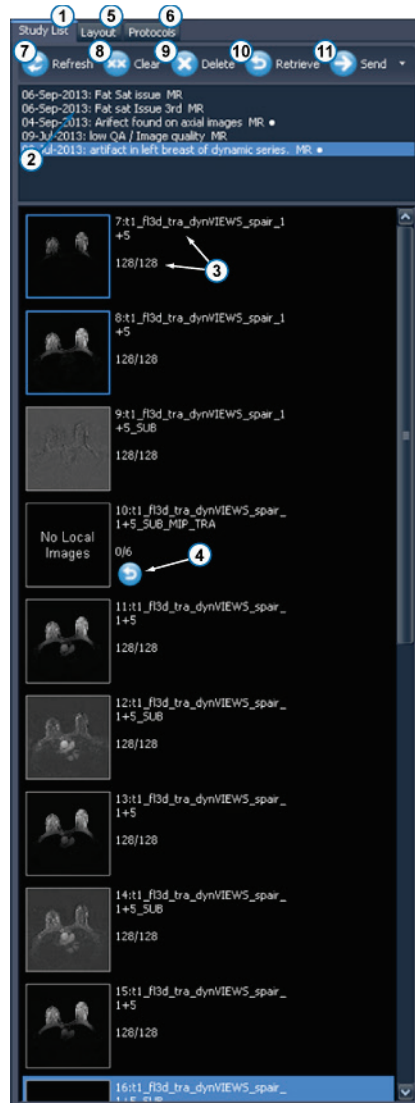 1 5 6
Study List Layout Protocols
7 8 9 10 11
Refresh Clear Delete Retrieve Send
06-Sep-2013: Fat Sat issue MR
06-Sep-2013: Fat sat Issue 3rd MR
04-Sep-2013: Arifect found on axial images MR ●
09-Jul-2013: low QA / Image quality MR
-Jul-2013: artifact in left breast of dynamic series. MR ●
2
7:t1_fl3d_tra_dynVIEWS_spair_1
+5
128/128
3
8:t1_fl3d_tra_dynVIEWS_spair_1
+5
128/128
9:t1_fl3d_tra_dynVIEWS_spair_1
+5_SUB
128/128
10:t1_fl3d_tra_dynVIEWS_spair_
1+5_SUB_MIP_TRA
No Local
Images
0/6
4
11:t1_fl3d_tra_dynVIEWS_spair_
1+5
128/128
12:t1_fl3d_tra_dynVIEWS_spair_
1+5_SUB
128/128
13:t1_fl3d_tra_dynVIEWS_spair_
1+5
128/128
14:t1_fl3d_tra_dynVIEWS_spair_
1+5_SUB
128/128
15:t1_fl3d_tra_dynVIEWS_spair_
1+5
128/128
16:t1_fl3d_tra_dynVIEWS_spair_
1+5_SUB